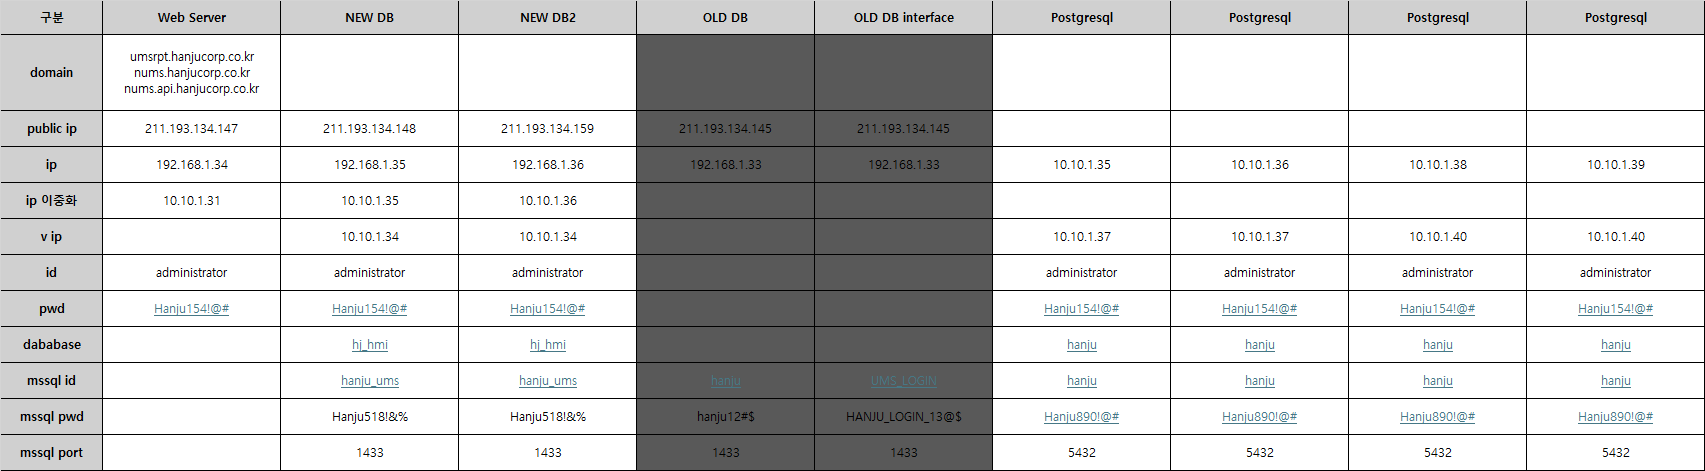 구분 Web Server NEW DB NEW DB2 OLD DB OLD DB interface Postgresql Postgresql Postgresql Postgresql
domain
umsrpt.hanjucorp.co.kr
nums.hanjucorp.co.kr
nums.api.hanjucorp.co.kr
public ip 211.193.134.147 211.193.134.148 211.193.134.159 211.193.134.145 211.193.134.145
ip 192.168.1.34 192.168.1.35 192.168.1.36 192.168.1.33 192.168.1.33 10.10.1.35 10.10.1.36 10.10.1.38 10.10.1.39
ip 이중화 10.10.1.31 10.10.1.35 10.10.1.36
v ip 10.10.1.34 10.10.1.34 10.10.1.37 10.10.1.37 10.10.1.40 10.10.1.40
id administrator administrator administrator administrator administrator administrator administrator
pwd Hanju154!@# Hanju154!@# Hanju154!@# Hanju154!@# Hanju154!@# Hanju154!@# Hanju154!@#
dababase hj_hmi hj_hmi hanju hanju hanju hanju
mssql id hanju_ums hanju_ums hanju UMS_LOGIN hanju hanju hanju hanju
mssql pwd Hanju518!&% Hanju518!&% hanju12#$ HANJU_LOGIN_13@$ Hanju890!@# Hanju890!@# Hanju890!@# Hanju890!@#
mssql port 1433 1433 1433 1433 5432 5432 5432 5432